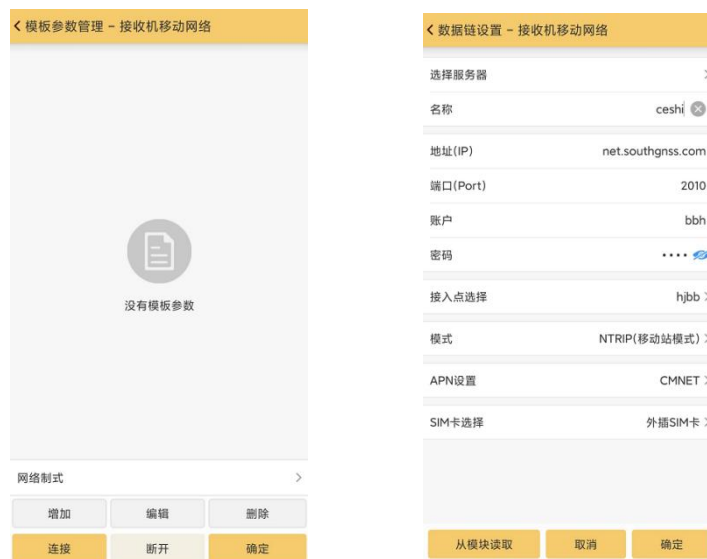 模板参数管理 - 接收机移动网络
没有模板参数
网络制式
增加 编辑 删除
连接 断开 确定
数据链设置 - 接收机移动网络
选择服务器
名称 ceshi
地址(IP) net.southgnss.com
端口(Port) 2010
账户 bbh
密码 ····
接入点选择 hjbb
模式 NTRIP(移动站模式)
APN设置 CMNET
SIM卡选择 外插SIM卡
从模块读取 取消 确定